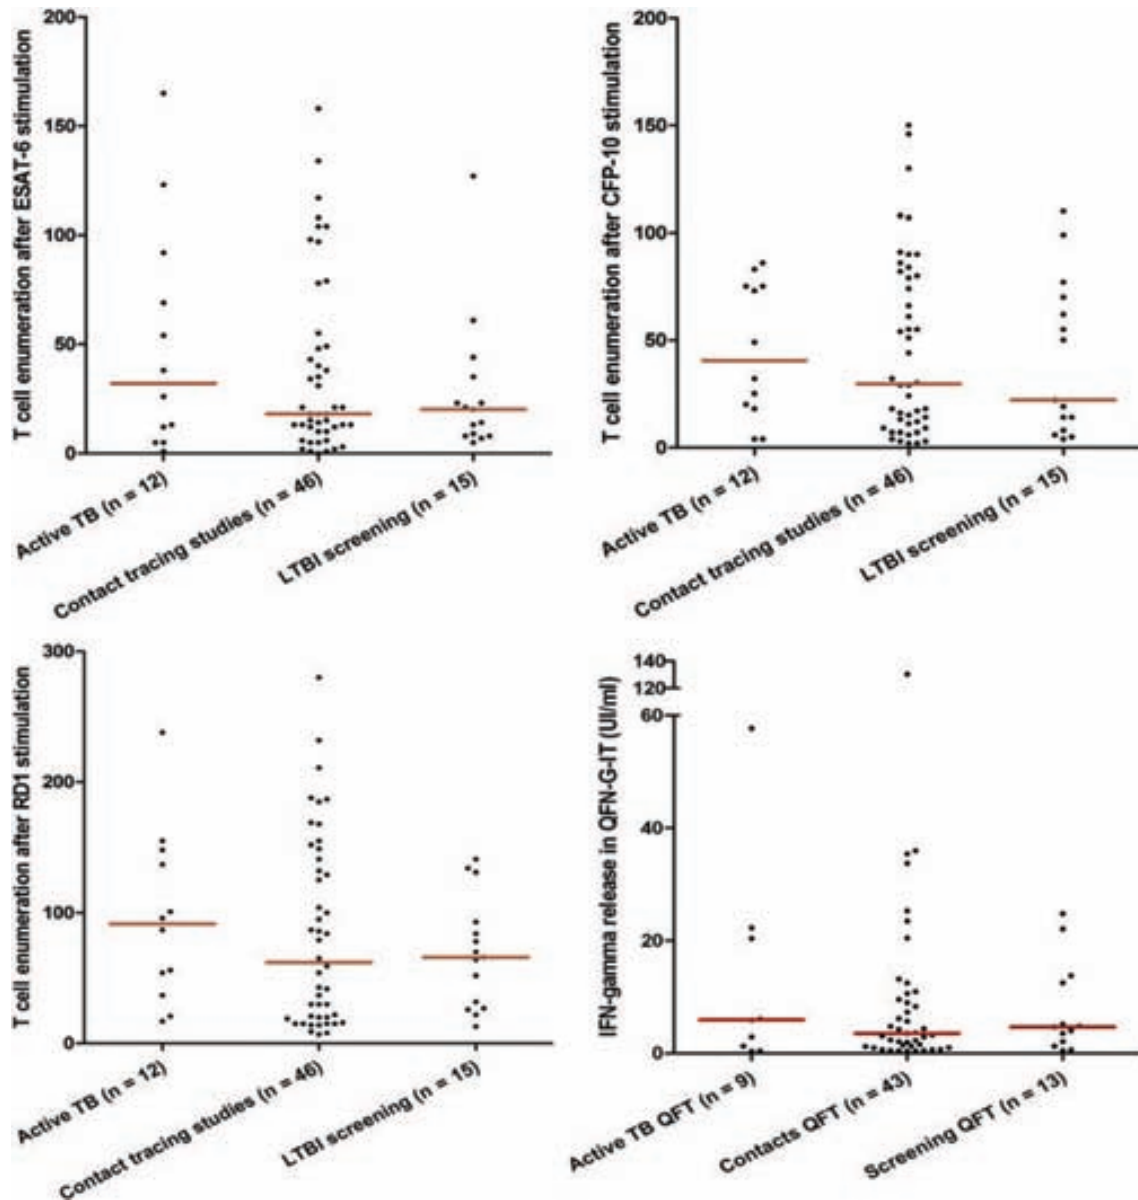 T cell enumeration after ESAT-6 stimulation
200
150
100
50
0
Active TB (n = 12)
Contact tracing studies (n = 46)
LTBI screening (n = 15)
T cell enumeration after CFP-10 stimulation
200
150
100
50
0
Active TB (n = 12)
Contact tracing studies (n = 46)
LTBI screening (n = 15)
T cell enumeration after RD1 stimulation
300
200
100
0
Active TB (n = 12)
Contact tracing studies (n = 46)
LTBI screening (n = 15)
IFN-gamma release in QFN-G-IT (UI/ml)
140
120
60
40
20
0
Active TB QFT (n = 9)
Contacts QFT (n = 43)
Screening QFT (n = 13)